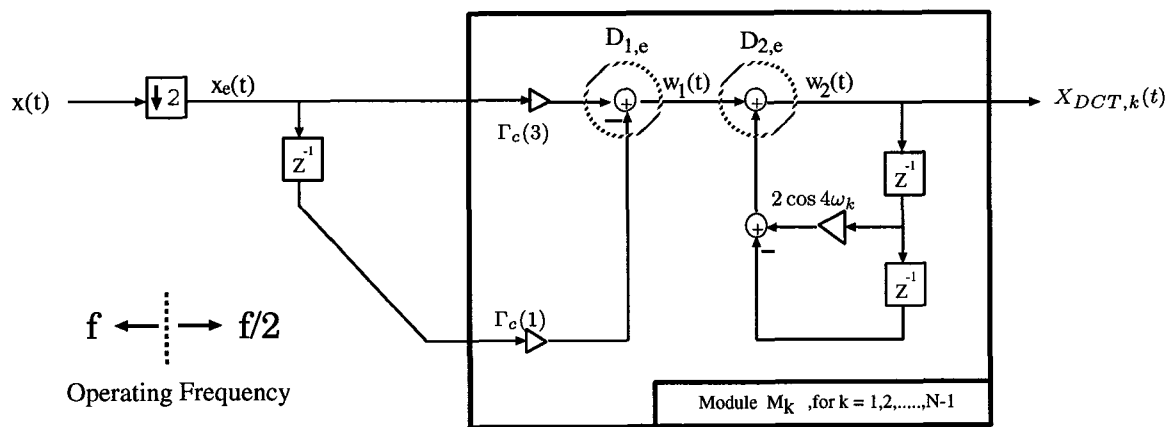 D1,e
D2,e
x(t)
↓2
xe(t)
Γc(3)
+
−
w1(t)
+
w2(t)
XDCT,k(t)
Z-1
Z-1
2 cos 4ωk
+
−
Z-1
Γc(1)
f
f/2
Operating Frequency
Module Mk ,for k = 1,2,.....,N-1